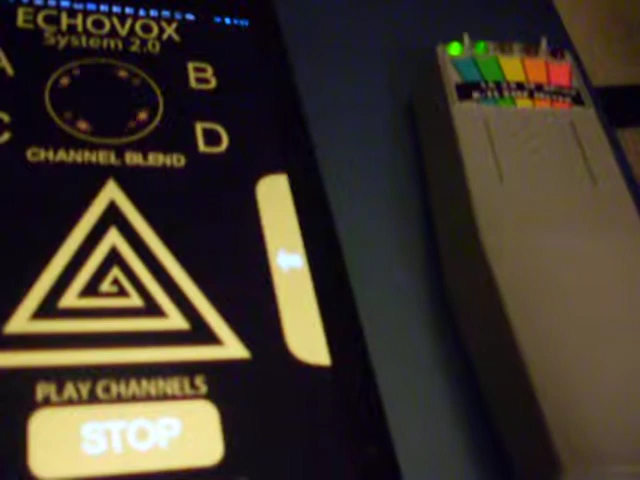 ECHOVOX
System 2.0
A
B
C
D
CHANNEL BLEND
PLAY CHANNELS
STOP